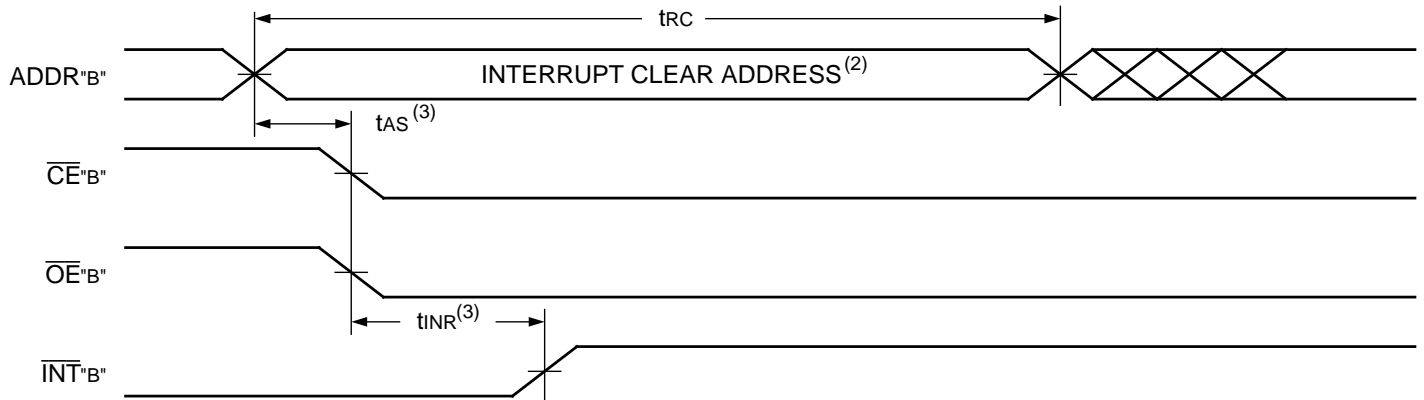 tRC
ADDR"B"
INTERRUPT CLEAR ADDRESS(2)
tAS(3)
CE"B"
OE"B"
tINR(3)
INT"B"